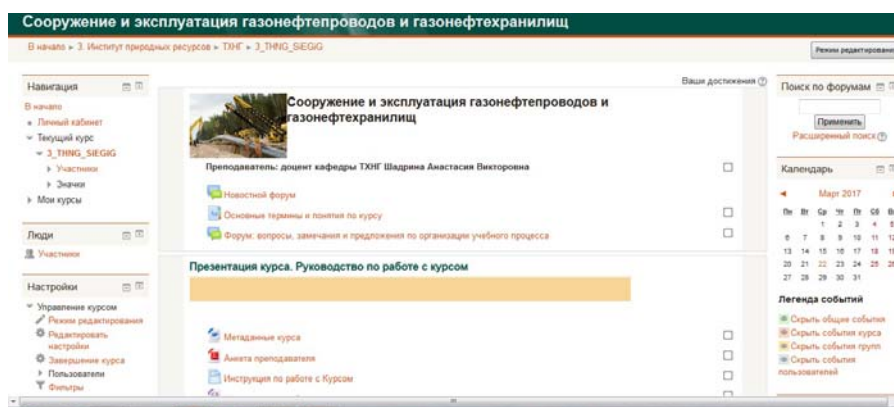 Сооружение и эксплуатация газонефтепроводов и газонефтехранилищ
В начало ► 3. Институт природных ресурсов ► ТХНГ ► 3_THNG_SiEGiG
Режим редактирования
Навигация
В начало
Личный кабинет
Текущий курс
3_THNG_SIEGIG
Участники
Значки
Мои курсы
Люди
Участники
Настройки
Управление курсом
Режим редактирования
Редактировать
настройки
Завершение курса
Пользователи
Фильтры
Ваши достижения
Сооружение и эксплуатация газонефтепроводов и
газонефтехранилищ
Преподаватель: доцент кафедры ТХНГ Шадрина Анастасия Викторовна
Новостной форум
Основные термины и понятия по курсу
Форум: вопросы, замечания и предложения по организации учебного процесса
Презентация курса. Руководство по работе с курсом
Метаданные курса
Анкета преподавателя
Инструкция по работе с Курсом
Поиск по форумам
Применить
Расширенный поиск
Календарь
◄ Март 2017
Пн Вт Ср Чт Пт Сб
1 2 3 4 5
6 7 8 9 10 11 12
13 14 15 16 17 18 19
20 21 22 23 24 25 26
27 28 29 30 31
Легенда событий
Скрыть общие события
Скрыть события курса
Скрыть события групп
Скрыть события
пользователей